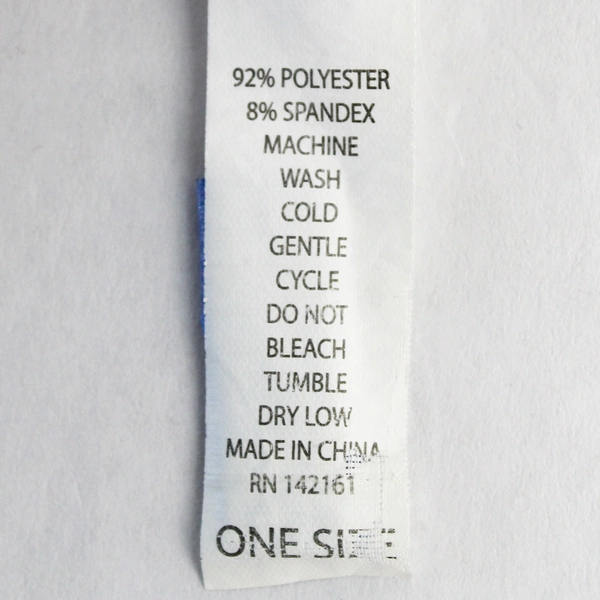 92% POLYESTER
8% SPANDEX
MACHINE
WASH
COLD
GENTLE
CYCLE
DO NOT
BLEACH
TUMBLE
DRY LOW
MADE IN CHINA
RN 142161
ONE SIZE